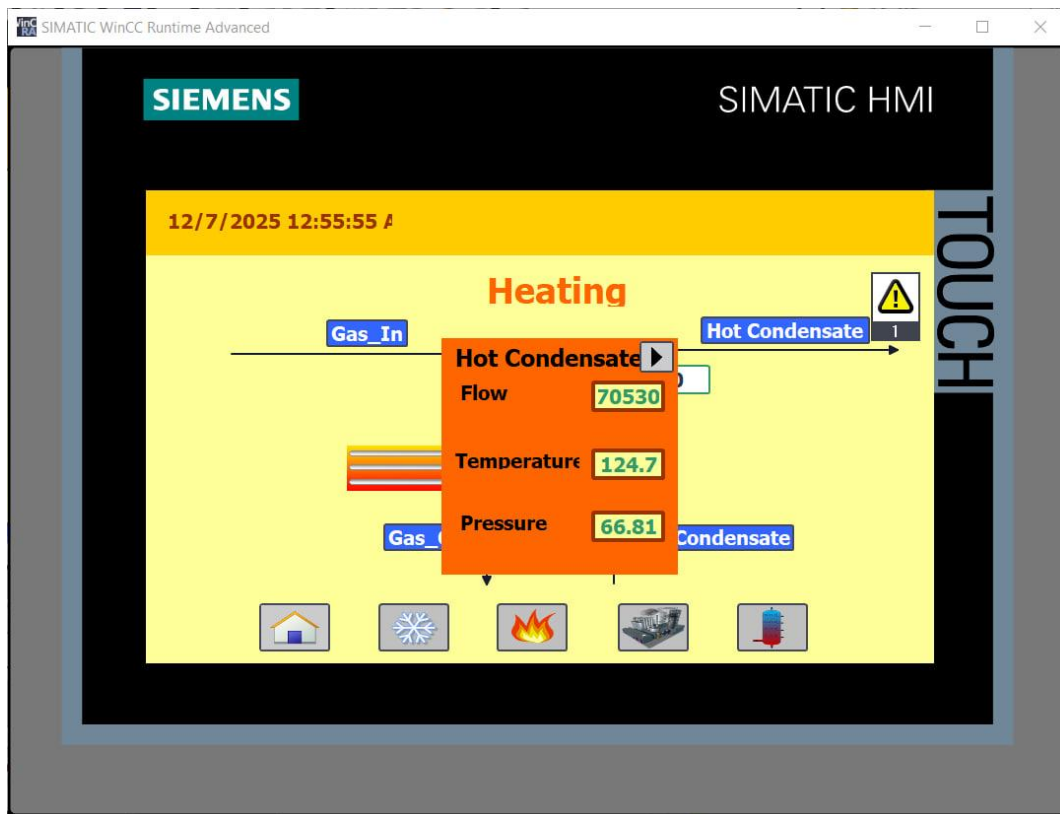 SIMATIC WinCC Runtime Advanced
SIEMENS
SIMATIC HMI
TOUCH
12/7/2025 12:55:55 A
Heating
Gas_In
Hot Condensate
1
Hot Condensate
Flow
70530
Temperature
124.7
Pressure
66.81
Gas_
Condensate